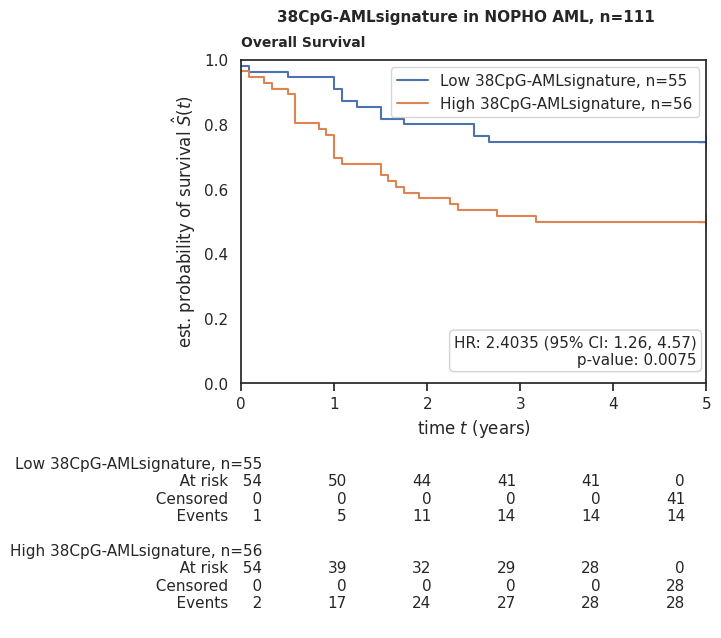 38CpG-AMLsignature in NOPHO AML, n=111
Overall Survival
1.0
0.8
0.6
0.4
0.2
0.0
est. probability of survival Ŝ(t)
Low 38CpG-AMLsignature, n=55
High 38CpG-AMLsignature, n=56
HR: 2.4035 (95% CI: 1.26, 4.57)
p-value: 0.0075
0 1 2 3 4 5
time t (years)
Low 38CpG-AMLsignature, n=55
At risk 54 50 44 41 41 0
Censored 0 0 0 0 0 41
Events 1 5 11 14 14 14
High 38CpG-AMLsignature, n=56
At risk 54 39 32 29 28 0
Censored 0 0 0 0 0 28
Events 2 17 24 27 28 28